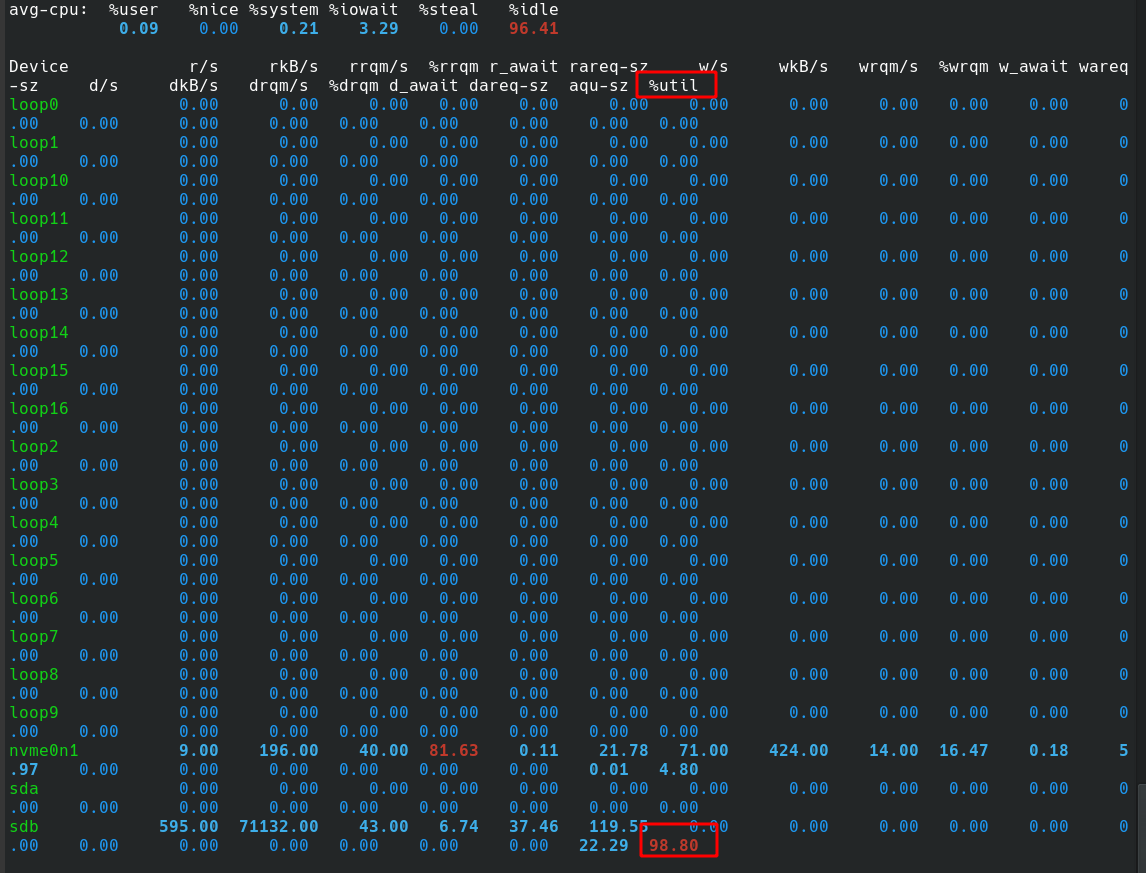 avg-cpu:  %user   %nice %system %iowait  %steal   %idle
           0.09    0.00    0.21    3.29    0.00   96.41
Device            r/s     rkB/s   rrqm/s  %rrqm r_await rareq-sz     w/s     wkB/s   wrqm/s  %wrqm w_await wareq
-sz     d/s     dkB/s   drqm/s  %drqm d_await dareq-sz  aqu-sz  %util
loop0            0.00      0.00     0.00   0.00    0.00     0.00    0.00      0.00     0.00   0.00    0.00     0
.00    0.00      0.00     0.00   0.00    0.00     0.00    0.00   0.00
loop1            0.00      0.00     0.00   0.00    0.00     0.00    0.00      0.00     0.00   0.00    0.00     0
.00    0.00      0.00     0.00   0.00    0.00     0.00    0.00   0.00
loop10           0.00      0.00     0.00   0.00    0.00     0.00    0.00      0.00     0.00   0.00    0.00     0
.00    0.00      0.00     0.00   0.00    0.00     0.00    0.00   0.00
loop11           0.00      0.00     0.00   0.00    0.00     0.00    0.00      0.00     0.00   0.00    0.00     0
.00    0.00      0.00     0.00   0.00    0.00     0.00    0.00   0.00
loop12           0.00      0.00     0.00   0.00    0.00     0.00    0.00      0.00     0.00   0.00    0.00     0
.00    0.00      0.00     0.00   0.00    0.00     0.00    0.00   0.00
loop13           0.00      0.00     0.00   0.00    0.00     0.00    0.00      0.00     0.00   0.00    0.00     0
.00    0.00      0.00     0.00   0.00    0.00     0.00    0.00   0.00
loop14           0.00      0.00     0.00   0.00    0.00     0.00    0.00      0.00     0.00   0.00    0.00     0
.00    0.00      0.00     0.00   0.00    0.00     0.00    0.00   0.00
loop15           0.00      0.00     0.00   0.00    0.00     0.00    0.00      0.00     0.00   0.00    0.00     0
.00    0.00      0.00     0.00   0.00    0.00     0.00    0.00   0.00
loop16           0.00      0.00     0.00   0.00    0.00     0.00    0.00      0.00     0.00   0.00    0.00     0
.00    0.00      0.00     0.00   0.00    0.00     0.00    0.00   0.00
loop2            0.00      0.00     0.00   0.00    0.00     0.00    0.00      0.00     0.00   0.00    0.00     0
.00    0.00      0.00     0.00   0.00    0.00     0.00    0.00   0.00
loop3            0.00      0.00     0.00   0.00    0.00     0.00    0.00      0.00     0.00   0.00    0.00     0
.00    0.00      0.00     0.00   0.00    0.00     0.00    0.00   0.00
loop4            0.00      0.00     0.00   0.00    0.00     0.00    0.00      0.00     0.00   0.00    0.00     0
.00    0.00      0.00     0.00   0.00    0.00     0.00    0.00   0.00
loop5            0.00      0.00     0.00   0.00    0.00     0.00    0.00      0.00     0.00   0.00    0.00     0
.00    0.00      0.00     0.00   0.00    0.00     0.00    0.00   0.00
loop6            0.00      0.00     0.00   0.00    0.00     0.00    0.00      0.00     0.00   0.00    0.00     0
.00    0.00      0.00     0.00   0.00    0.00     0.00    0.00   0.00
loop7            0.00      0.00     0.00   0.00    0.00     0.00    0.00      0.00     0.00   0.00    0.00     0
.00    0.00      0.00     0.00   0.00    0.00     0.00    0.00   0.00
loop8            0.00      0.00     0.00   0.00    0.00     0.00    0.00      0.00     0.00   0.00    0.00     0
.00    0.00      0.00     0.00   0.00    0.00     0.00    0.00   0.00
loop9            0.00      0.00     0.00   0.00    0.00     0.00    0.00      0.00     0.00   0.00    0.00     0
.00    0.00      0.00     0.00   0.00    0.00     0.00    0.00   0.00
nvme0n1          9.00    196.00    40.00  81.63    0.11    21.78   71.00    424.00    14.00  16.47    0.18     5
.97    0.00      0.00     0.00   0.00    0.00     0.00    0.01   4.80
sda              0.00      0.00     0.00   0.00    0.00     0.00    0.00      0.00     0.00   0.00    0.00     0
.00    0.00      0.00     0.00   0.00    0.00     0.00    0.00   0.00
sdb            595.00  71132.00    43.00   6.74   37.46   119.55    0.00      0.00     0.00   0.00    0.00     0
.00    0.00      0.00     0.00   0.00    0.00     0.00   22.29  98.80